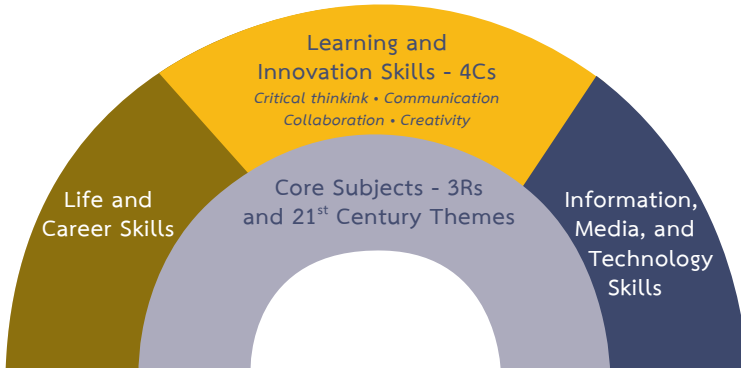 Learning and
Innovation Skills - 4Cs
Critical thinkink • Communication
Collaboration • Creativity
Life and
Career Skills
Core Subjects - 3Rs
and 21st Century Themes
Information,
Media, and
Technology
Skills